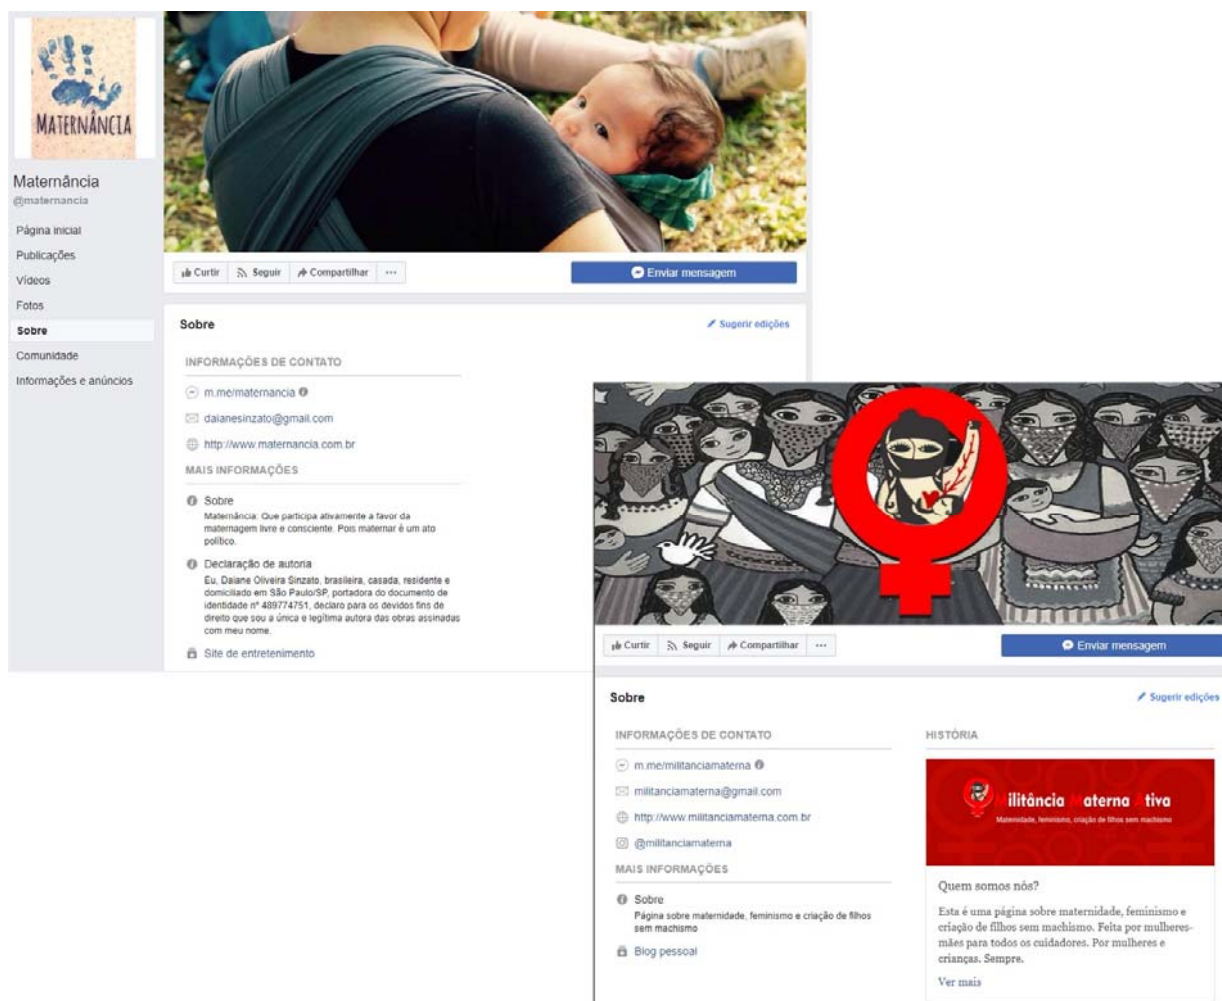 MATERNÂNCIA
Maternância
@maternancia
Página inicial
Publicações
Vídeos
Fotos
Sobre
Comunidade
Informações e anúncios
Curtir
Seguir
Compartilhar
Enviar mensagem
Sobre
Sugerir edições
INFORMAÇÕES DE CONTATO
m.me/maternancia
daianesinzato@gmail.com
http://www.maternancia.com.br
MAIS INFORMAÇÕES
Sobre
Maternância: Que participa ativamente a favor da
maternagem livre e consciente. Pois maternar é um ato
político.
Declaração de autoria
Eu, Daiane Oliveira Sinzato, brasileira, casada, residente e
domiciliado em São Paulo/SP, portadora do documento de
identidade n° 489774751, declaro para os devidos fins de
direito que sou a única e legítima autora das obras assinadas
com meu nome.
Site de entretenimento
Curtir
Seguir
Compartilhar
Enviar mensagem
Sobre
Sugerir edições
INFORMAÇÕES DE CONTATO
m.me/militanciamaterna
militanciamaterna@gmail.com
http://www.militanciamaterna.com.br
@militanciamaterna
MAIS INFORMAÇÕES
Sobre
Página sobre maternidade, feminismo e criação de filhos
sem machismo
Blog pessoal
HISTÓRIA
Militância Materna Ativa
Maternidade, feminismo, criação de filhos sem machismo
Quem somos nós?
Esta é uma página sobre maternidade, feminismo e
criação de filhos sem machismo. Feita por mulheres-
mães para todos os cuidadores. Por mulheres e
crianças. Sempre.
Ver mais